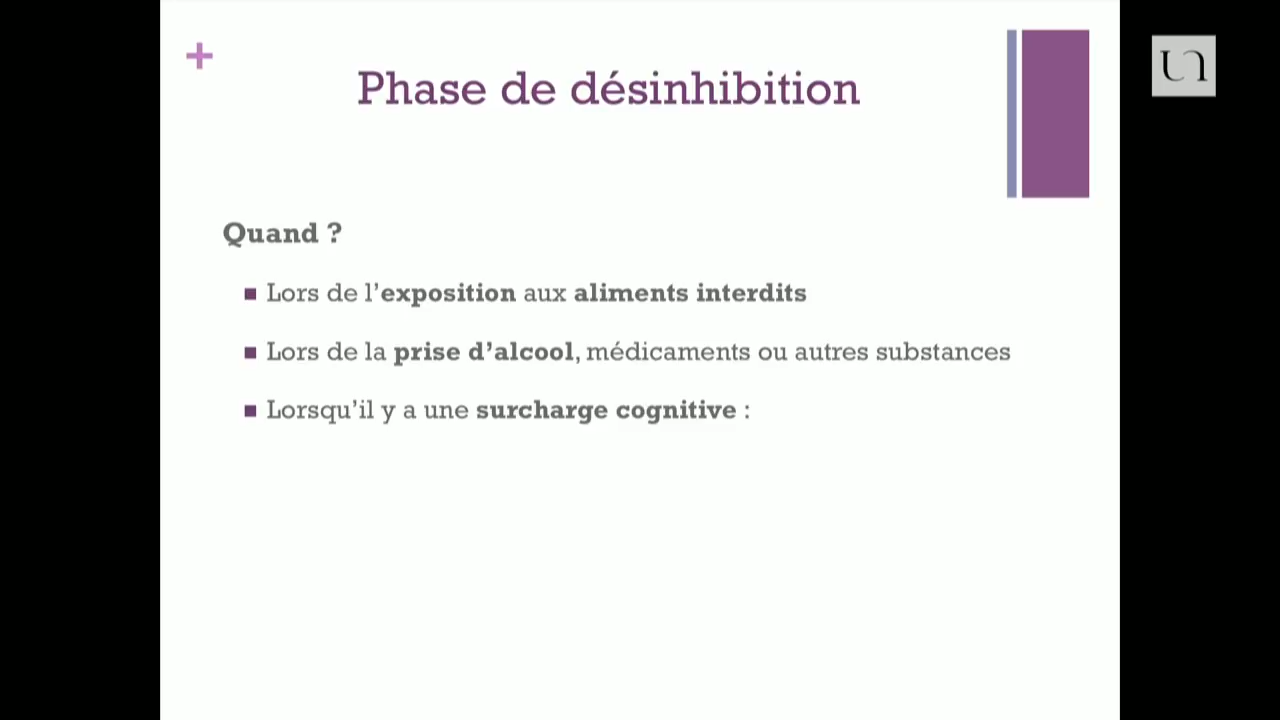 +
Phase de désinhibition
Quand ?
Lors de l’exposition aux aliments interdits
Lors de la prise d’alcool, médicaments ou autres substances
Lorsqu’il y a une surcharge cognitive :